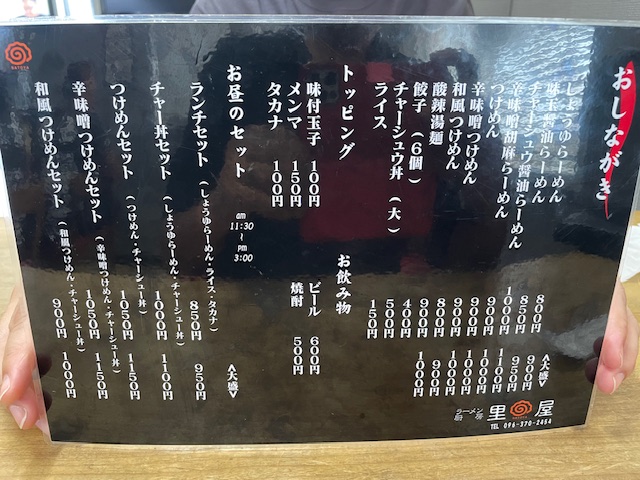 おしながき
<大盛>
しょうゆらーめん 800円 900円
味玉醤油らーめん 850円 950円
チャーシュウ醤油らーめん 1000円 1100円
辛味噌胡麻らーめん 900円 1000円
つけめん 900円 1000円
辛味噌つけめん 900円 1000円
和風つけめん 800円 900円
酸辣湯麺 900円 1000円
餃子(6個) 400円
チャーシュウ丼(大) 500円
ライス 150円
トッピング
味付玉子 100円
メンマ 150円
タカナ 100円
お飲み物
ビール 600円
焼酎 500円
お昼のセット am 11:30 〜 pm 3:00
<大盛>
ランチセット(しょうゆらーめん・ライス・タカナ) 850円 950円
チャー丼セット(しょうゆらーめん・チャーシュー丼) 1000円 1100円
つけめんセット(つけめん・チャーシュー丼) 1050円 1150円
辛味噌つけめんセット(辛味噌つけめん・チャーシュー丼) 1050円 1150円
和風つけめんセット(和風つけめん・チャーシュー丼) 900円 1000円
ラーメン
里屋
TEL 096-370-2454